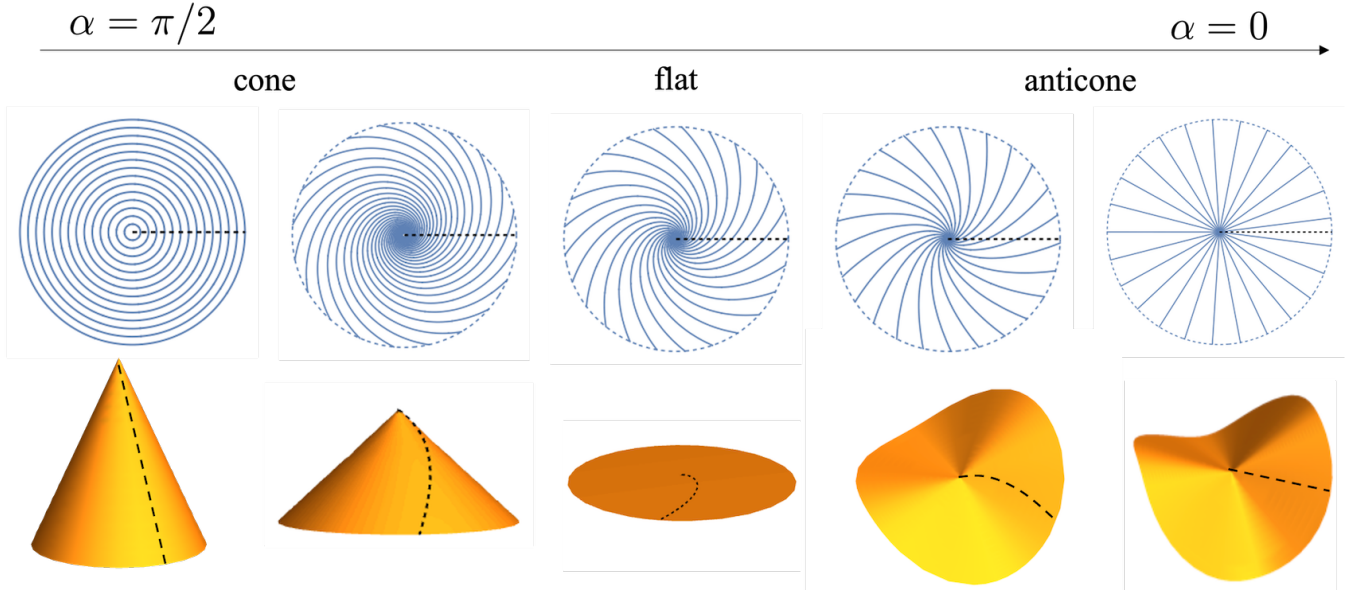 α = π/2
α = 0
cone
flat
anticone